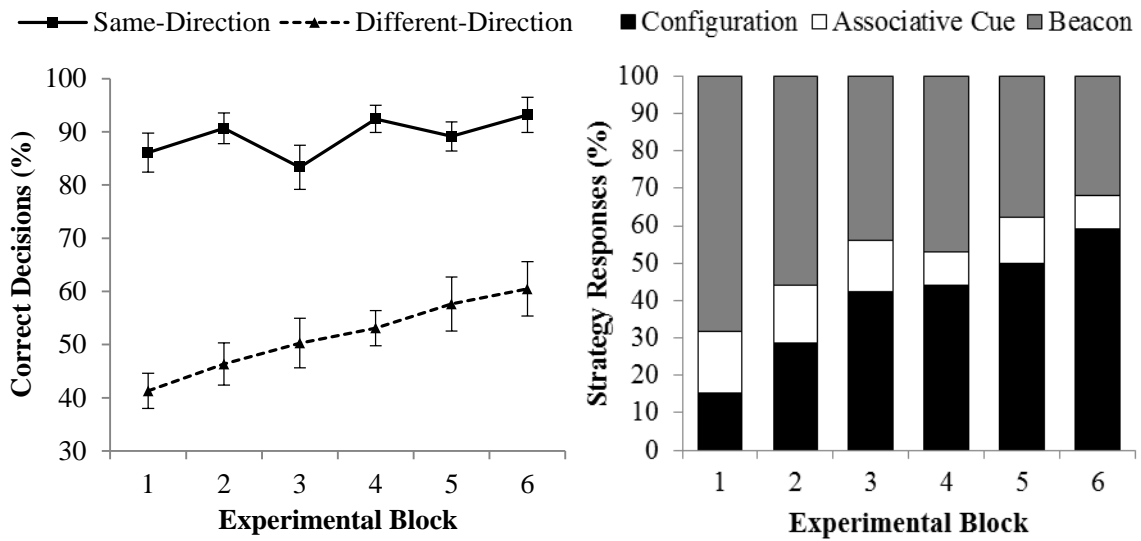 Same-Direction Different-Direction
Correct Decisions (%)
100
90
80
70
60
50
40
30
1 2 3 4 5 6
Experimental Block
Configuration Associative Cue Beacon
Strategy Responses (%)
100
90
80
70
60
50
40
30
20
10
0
1 2 3 4 5 6
Experimental Block